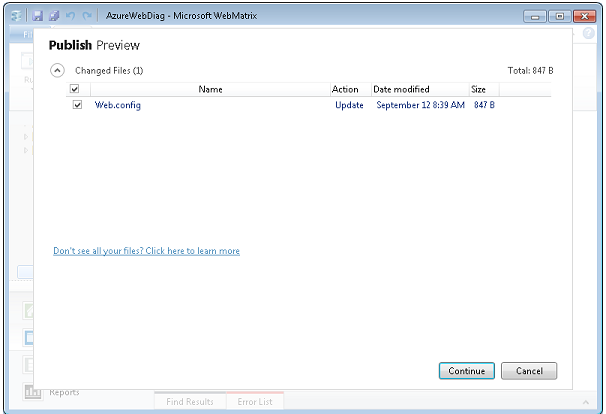 AzureWebDiag - Microsoft WebMatrix
Publish Preview
Changed Files (1)
Total: 847 B
Name Action Date modified Size
Web.config Update September 12 8:39 AM 847 B
Don't see all your files? Click here to learn more
Continue Cancel
Reports
Find Results Error List